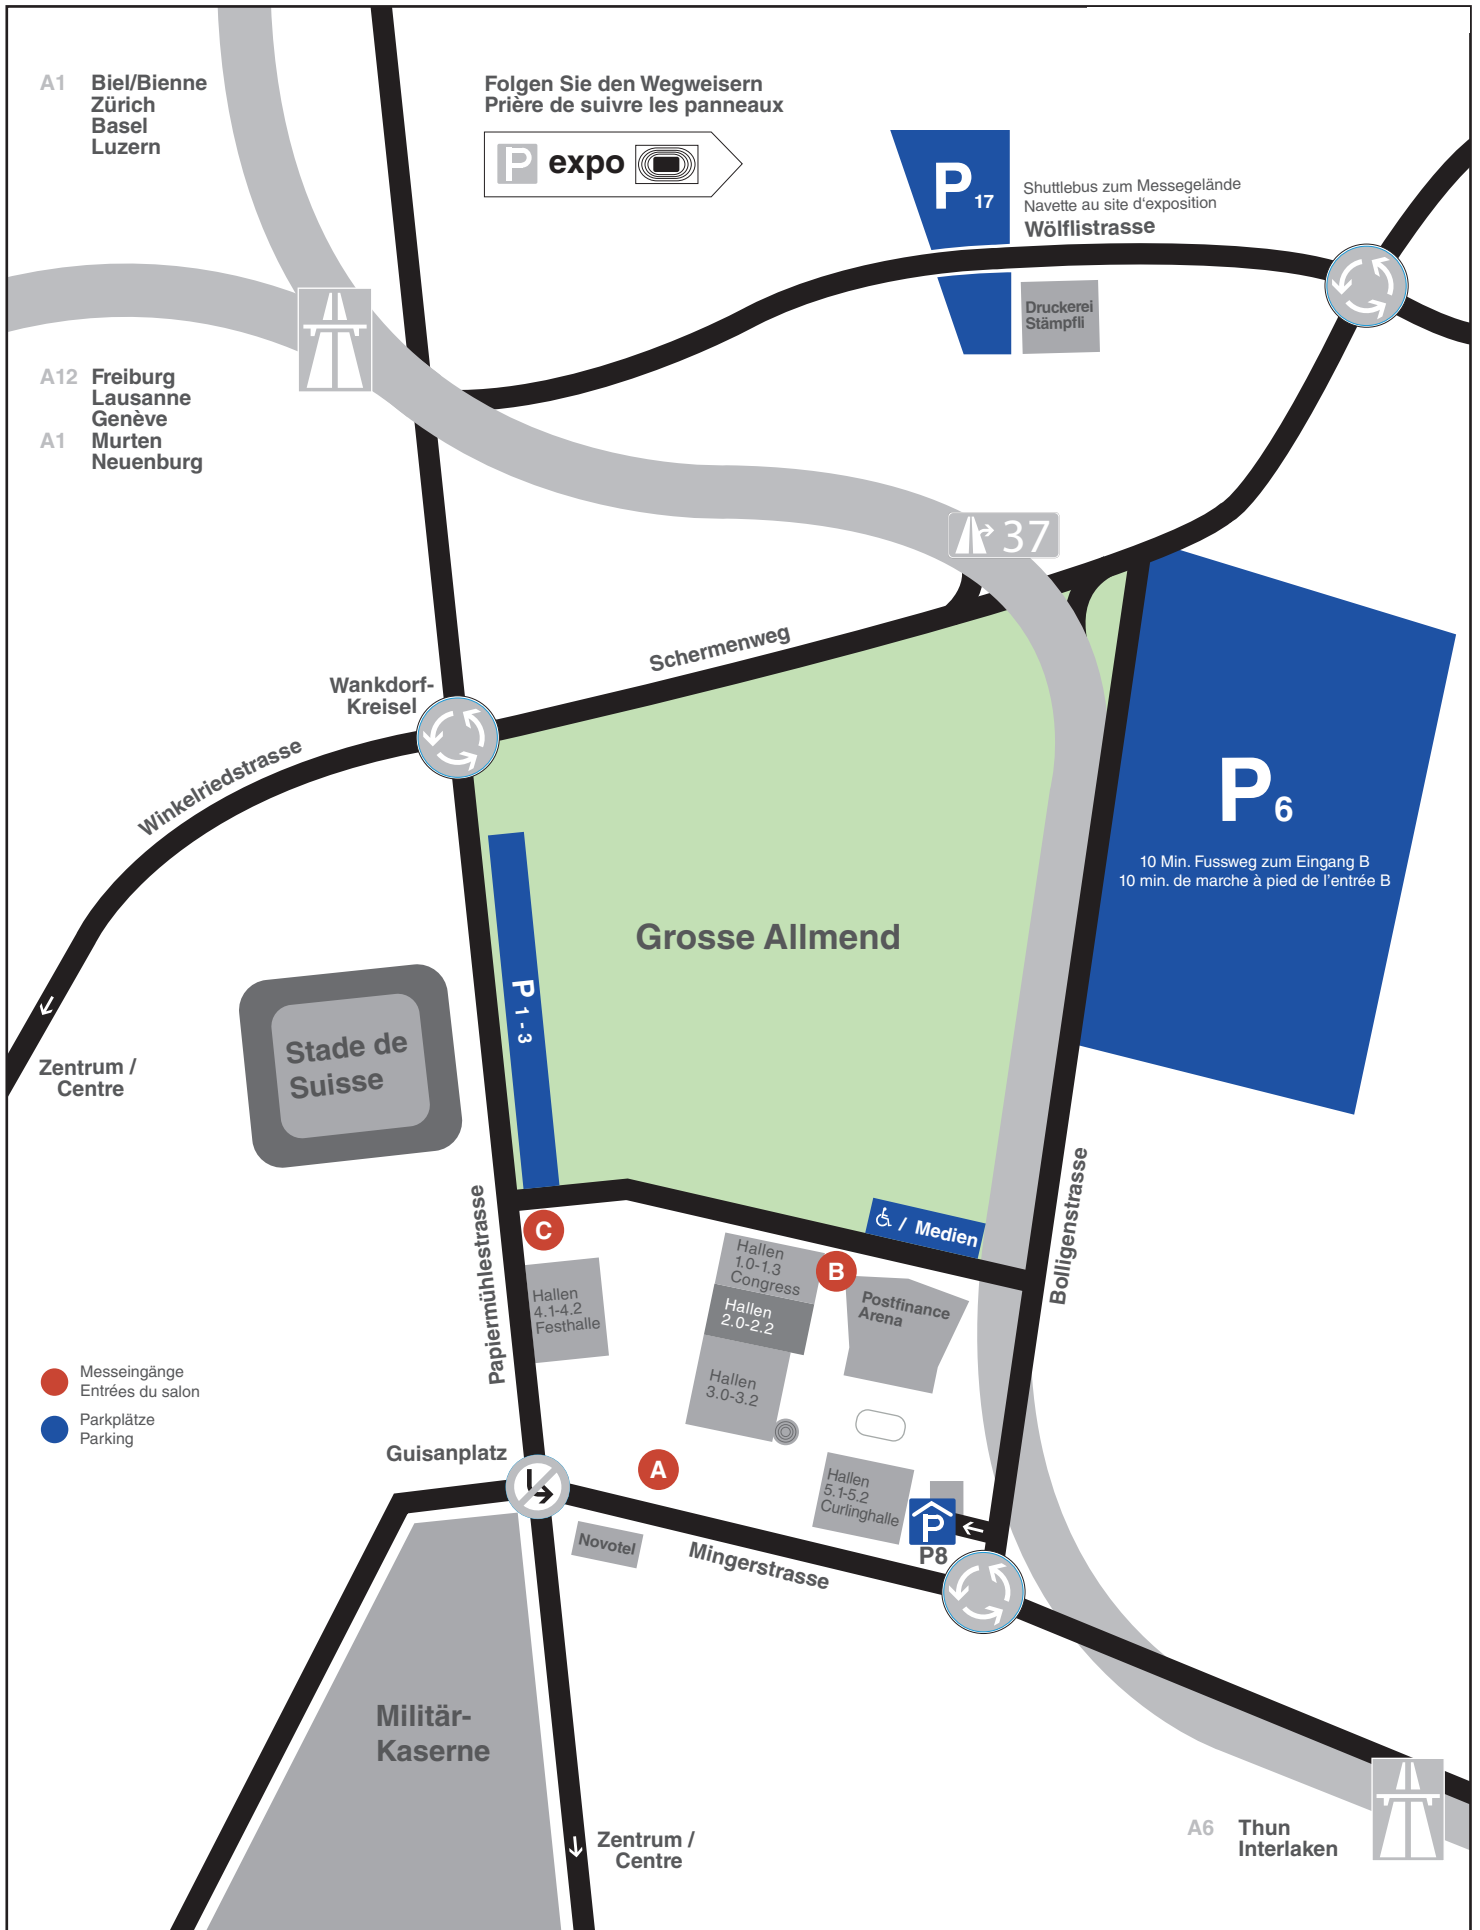 A1 Biel/Bienne
Zürich
Basel
Luzern
Folgen Sie den Wegweisern
Prière de suivre les panneaux
P expo
P 17
Shuttlebus zum Messegelände
Navette au site d'exposition
Wölflistrasse
Druckerei
Stämpfli
A12 Freiburg
Lausanne
Genève
A1 Murten
Neuenburg
37
Schermenweg
Wankdorf-
Kreisel
Winkelriedstrasse
P 6
10 Min. Fussweg zum Eingang B
10 min. de marche à pied de l'entrée B
Grosse Allmend
P 1 - 3
Stade de
Suisse
Zentrum /
Centre
Papiermühlestrasse
Bolligenstrasse
/ Medien
C
B
Hallen
1.0-1.3
Congress
Hallen
2.0-2.2
Hallen
3.0-3.2
Hallen
4.1-4.2
Festhalle
Postfinance
Arena
Messeingänge
Entrées du salon
Parkplätze
Parking
Guisanplatz
A
Hallen
5.1-5.2
Curlinghalle
P
P8
Novotel
Mingerstrasse
Militär-
Kaserne
Zentrum /
Centre
A6 Thun
Interlaken